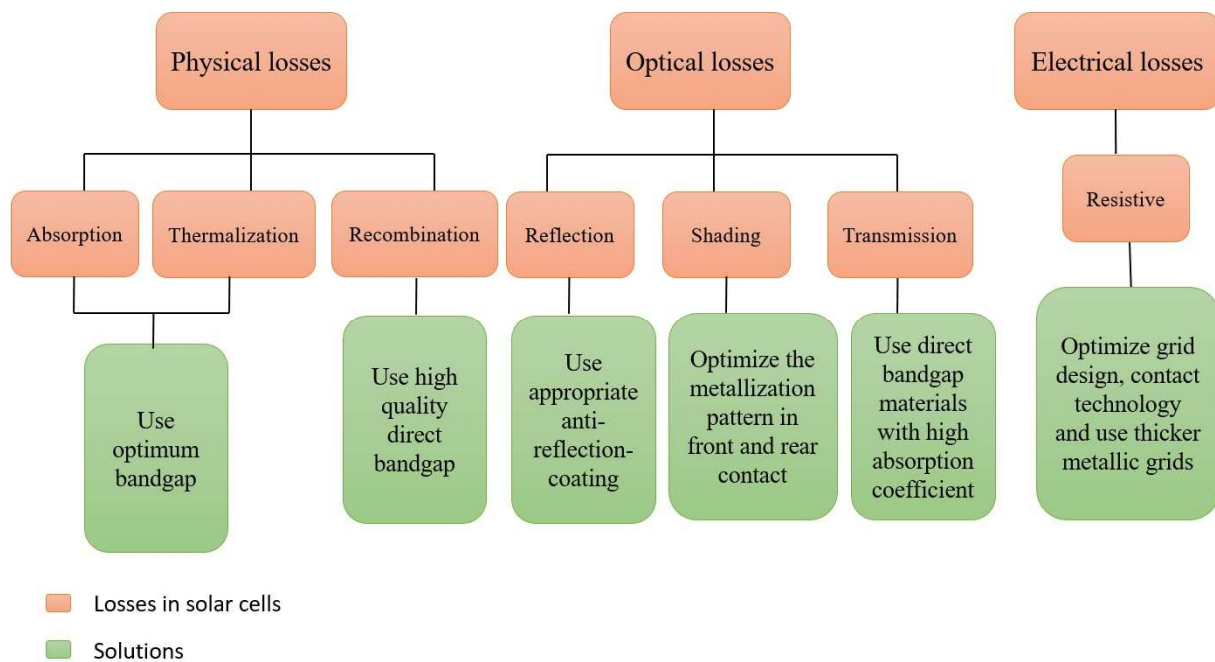 Physical losses
Optical losses
Electrical losses
Absorption
Thermalization
Recombination
Reflection
Shading
Transmission
Resistive
Use
optimum
bandgap
Use high
quality
direct
bandgap
Use
appropriate
anti-
reflection-
coating
Optimize the
metallization
pattern in
front and rear
contact
Use direct
bandgap
materials
with high
absorption
coefficient
Optimize grid
design, contact
technology
and use thicker
metallic grids
Losses in solar cells
Solutions